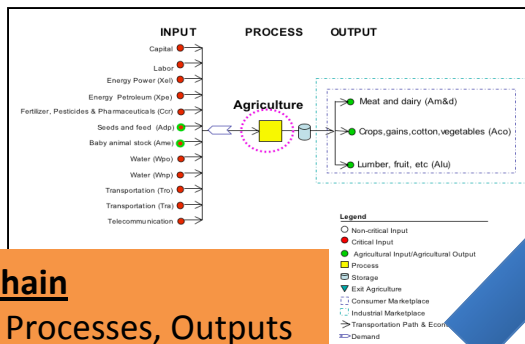 INPUT PROCESS OUTPUT
Capital
Labor
Energy Power (Xel)
Energy Petroleum (Xpe)
Fertilizer, Pesticides & Pharmaceuticals (Ccr)
Seeds and feed (Adp)
Baby animal stock (Ame)
Water (Wpo)
Water (Wnp)
Transportation (Tro)
Transportation (Tra)
Telecommunication
Agriculture
Meat and dairy (Am&d)
Crops,gains,cotton,vegetables (Aco)
Lumber, fruit, etc (Alu)
Legend
Non-critical Input
Critical Input
Agricultural Input/Agricultural Output
Process
Storage
Exit Agriculture
Consumer Marketplace
Industrial Marketplace
Transportation Path &
Demand
hain
Processes, Outputs